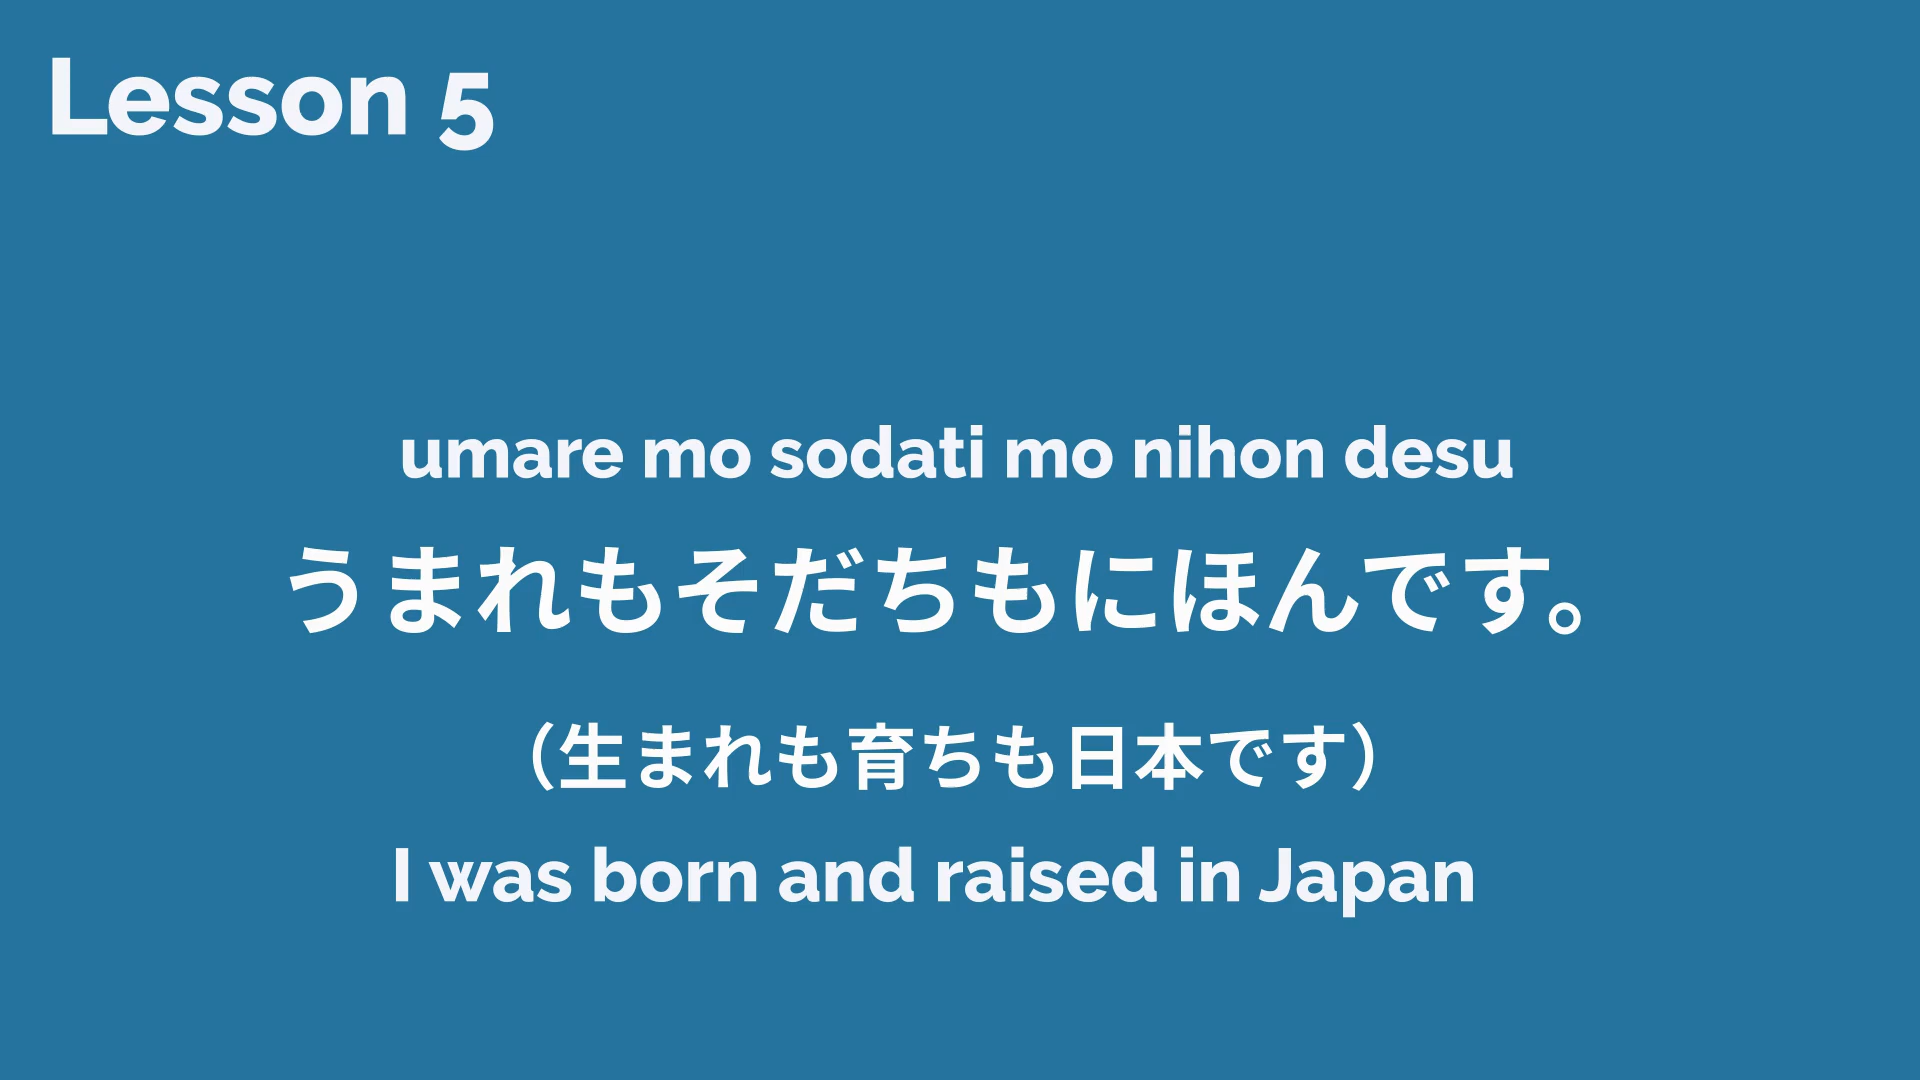 Lesson 5
umare mo sodati mo nihon desu
うまれもそだちもにほんです。
（生まれも育ちも日本です）
I was born and raised in Japan